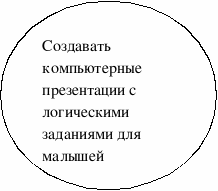 Создавать
компьютерные
презентации с
логическими
заданиями для
малышей